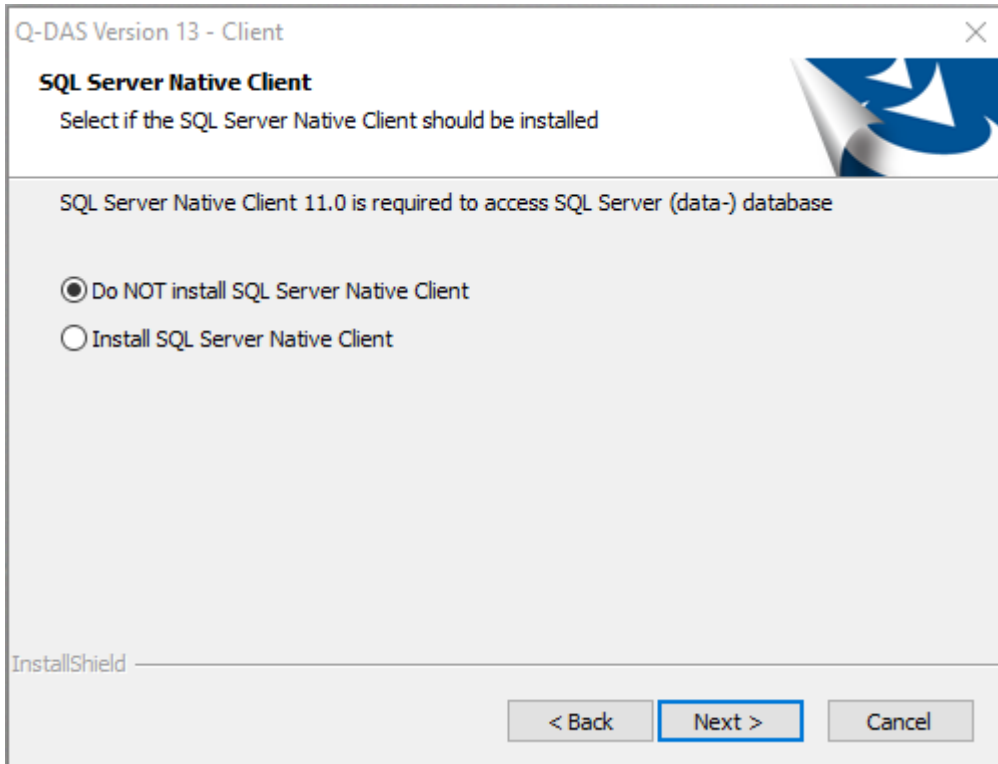 Q-DAS Version 13 - Client
SQL Server Native Client
Select if the SQL Server Native Client should be installed
SQL Server Native Client 11.0 is required to access SQL Server (data-) database
Do NOT install SQL Server Native Client
Install SQL Server Native Client
InstallShield
< Back Next > Cancel